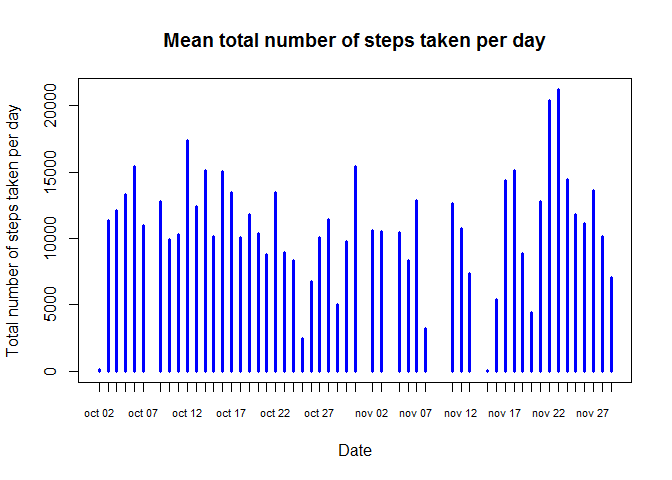 Mean total number of steps taken per day
Total number of steps taken per day
20000
15000
10000
5000
0
oct 02 oct 07 oct 12 oct 17 oct 22 oct 27 nov 02 nov 07 nov 12 nov 17 nov 22 nov 27
Date